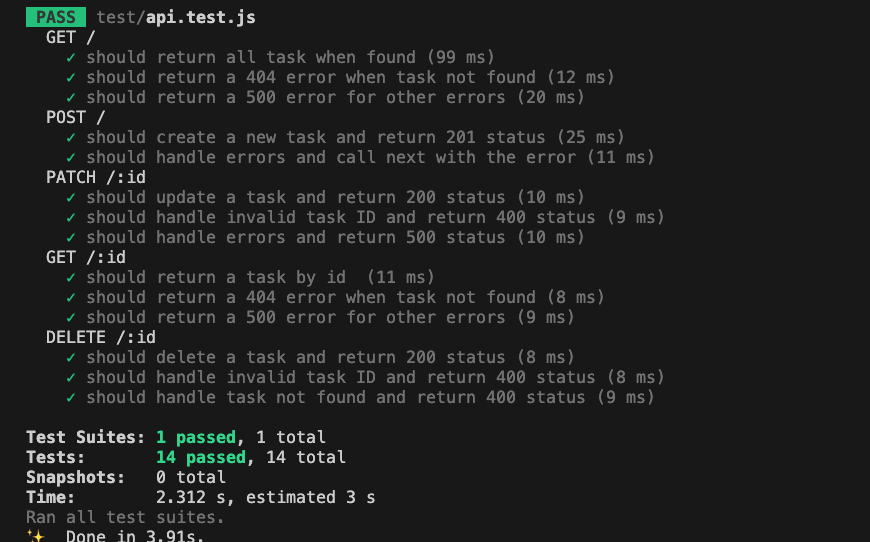 PASS test/api.test.js
GET /
✓ should return all task when found (99 ms)
✓ should return a 404 error when task not found (12 ms)
✓ should return a 500 error for other errors (20 ms)
POST /
✓ should create a new task and return 201 status (25 ms)
✓ should handle errors and call next with the error (11 ms)
PATCH /:id
✓ should update a task and return 200 status (10 ms)
✓ should handle invalid task ID and return 400 status (9 ms)
✓ should handle errors and return 500 status (10 ms)
GET /:id
✓ should return a task by id  (11 ms)
✓ should return a 404 error when task not found (8 ms)
✓ should return a 500 error for other errors (9 ms)
DELETE /:id
✓ should delete a task and return 200 status (8 ms)
✓ should handle invalid task ID and return 400 status (8 ms)
✓ should handle task not found and return 400 status (9 ms)
Test Suites: 1 passed, 1 total
Tests:       14 passed, 14 total
Snapshots:   0 total
Time:        2.312 s, estimated 3 s
Ran all test suites.
✨  Done in 3.91s.